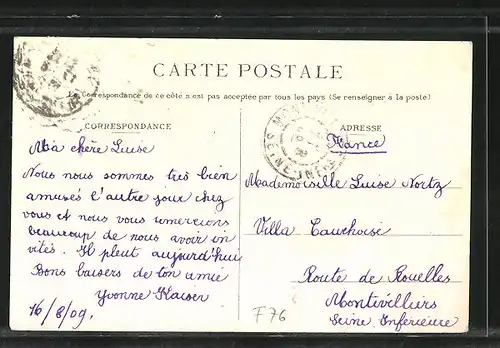 CARTE POSTALE
La Correspondance de ce côté n'est pas acceptée par tous les pays (Se renseigner à la poste)
CORRESPONDANCE
Ma chère Luise
Nous nous sommes très bien
amusés l'autre jour chez
vous et nous vous remercions
beaucoup de nous avoir in
vités. Il pleut aujourd'hui
Bons baisers de ton amie
Yvonne Kaiser
16/8/09.
ADRESSE
France
Mademoiselle Luise Nortz
Villa Cauchoise
Route de Rouelles
Montivilliers
Seine Inférieure
F76